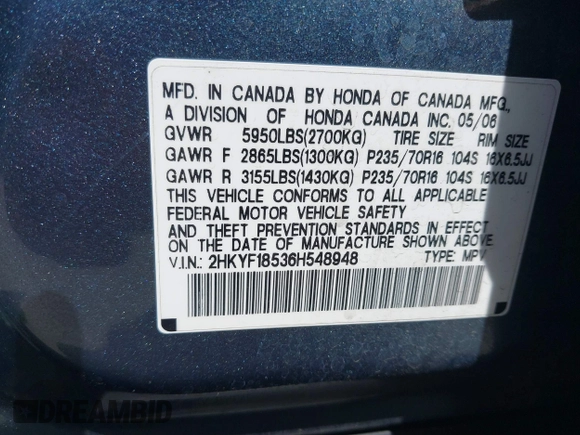 MFD. IN CANADA BY HONDA OF CANADA MFG.,
A DIVISION OF HONDA CANADA INC. 05/06
GVWR 5950LBS(2700KG) TIRE SIZE RIM SIZE
GAWR F 2865LBS(1300KG) P235/70R16 104S 16X6.5JJ
GAWR R 3155LBS(1430KG) P235/70R16 104S 16X6.5JJ
THIS VEHICLE CONFORMS TO ALL APPLICABLE
FEDERAL MOTOR VEHICLE SAFETY
AND THEFT PREVENTION STANDARDS IN EFFECT
ON THE DATE OF MANUFACTURE SHOWN ABOVE.
V.I.N.: 2HKYF18536H548948 TYPE: MPV
DREAMBID